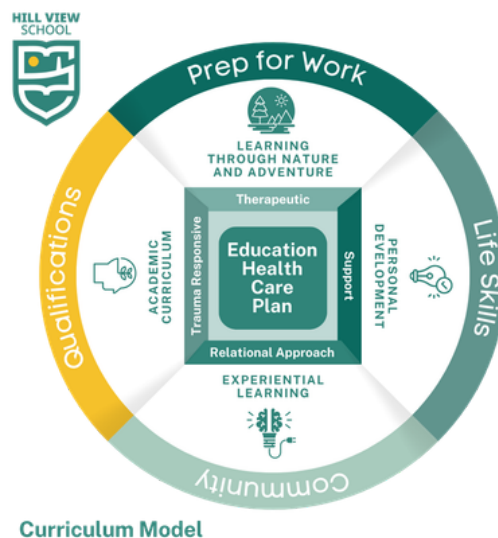 HILL VIEW
SCHOOL
Prep for Work
LEARNING
THROUGH NATURE
AND ADVENTURE
Therapeutic
Qualifications
ACADEMIC
CURRICULUM
Trauma Responsive
Education
Health
Care
Plan
Support
PERSONAL
DEVELOPMENT
Life Skills
Relational Approach
EXPERIENTIAL
LEARNING
Community
Curriculum Model